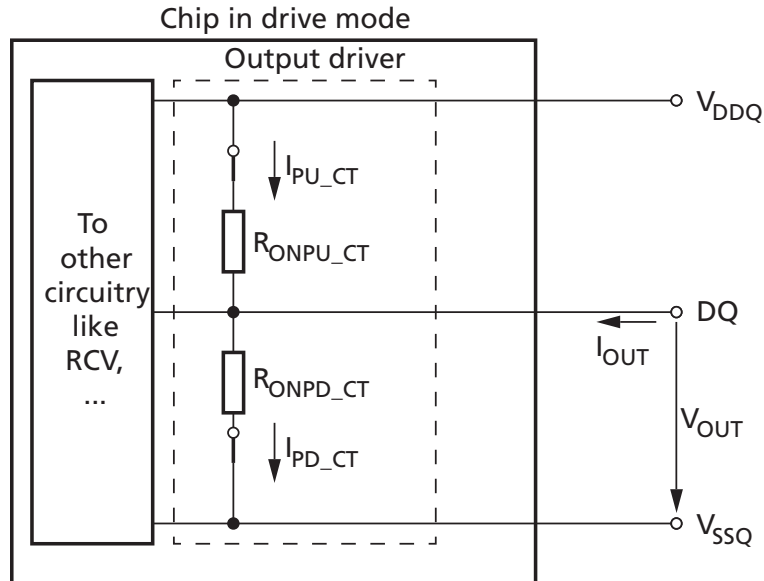 Chip in drive mode
Output driver
V_DDQ
I_PU_CT
To
other
circuitry
like
RCV,
...
R_ONPU_CT
DQ
I_OUT
R_ONPD_CT
V_OUT
I_PD_CT
V_SSQ